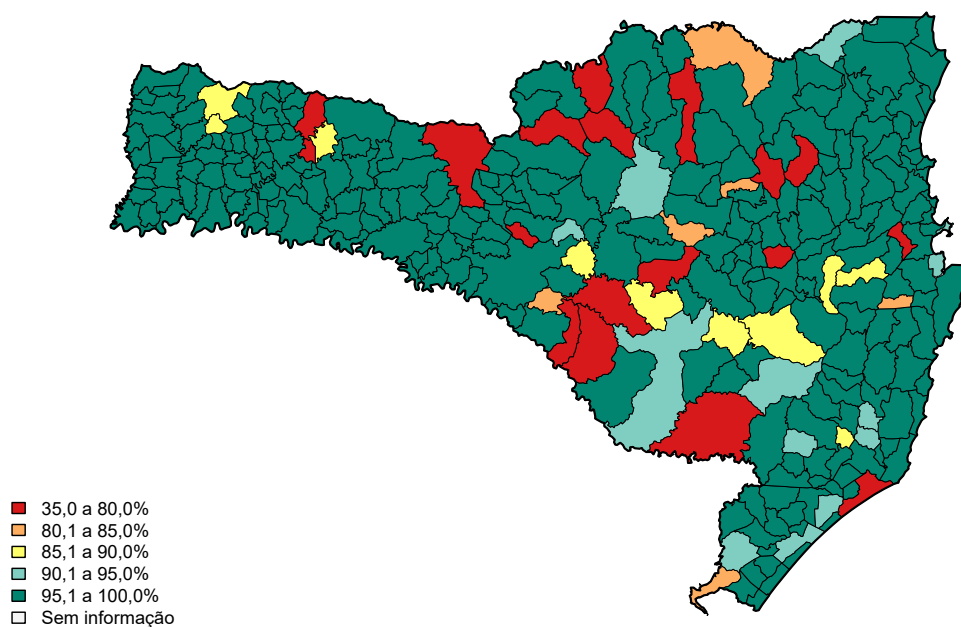 35,0 a 80,0%
80,1 a 85,0%
85,1 a 90,0%
90,1 a 95,0%
95,1 a 100,0%
Sem informação